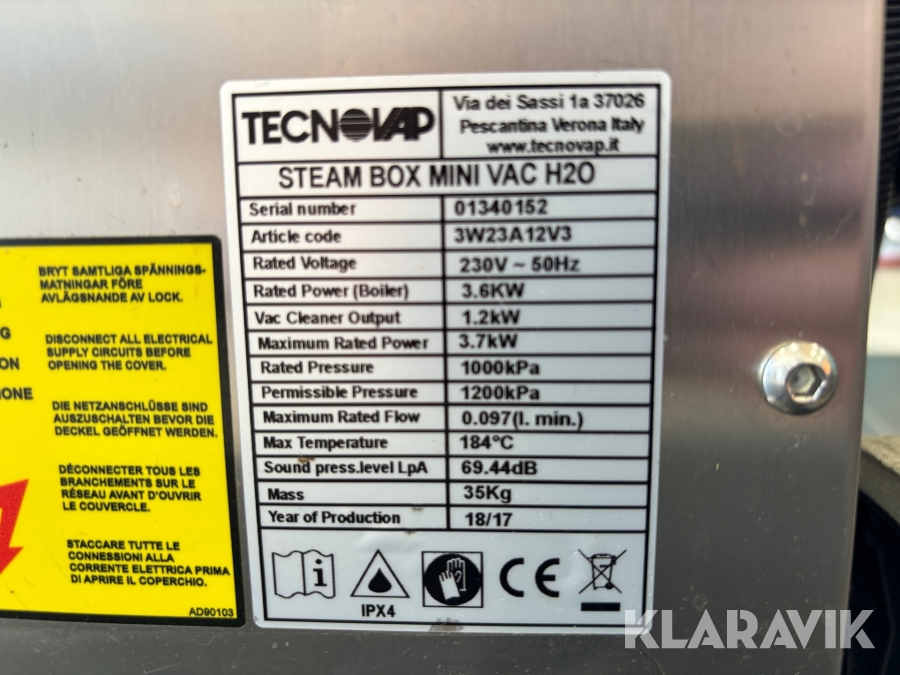 TECNOVAP
Via dei Sassi 1a 37026
Pescantina Verona Italy
www.tecnovap.it
STEAM BOX MINI VAC H2O
Serial number 01340152
Article code 3W23A12V3
Rated Voltage 230V ~ 50Hz
Rated Power (Boiler) 3.6KW
Vac Cleaner Output 1.2kW
Maximum Rated Power 3.7kW
Rated Pressure 1000kPa
Permissible Pressure 1200kPa
Maximum Rated Flow 0.097(l. min.)
Max Temperature 184°C
Sound press.level LpA 69.44dB
Mass 35Kg
Year of Production 18/17
i
IPX4
CE
BRYT SAMTLIGA SPÄNNINGS-
MATNINGAR FÖRE
AVLÄGSNANDE AV LOCK.
DISCONNECT ALL ELECTRICAL
SUPPLY CIRCUITS BEFORE
OPENING THE COVER.
DIE NETZANSCHLÜSSE SIND
AUSZUSCHALTEN BEVOR DIE
DECKEL GEÖFFNET WERDEN.
DÉCONNECTER TOUS LES
BRANCHEMENTS SUR LE
RÉSEAU AVANT D'OUVRIR
LE COUVERCLE.
STACCARE TUTTE LE
CONNESSIONI ALLA
CORRENTE ELETTRICA PRIMA
DI APRIRE IL COPERCHIO.
AD90103
KLARAVIK